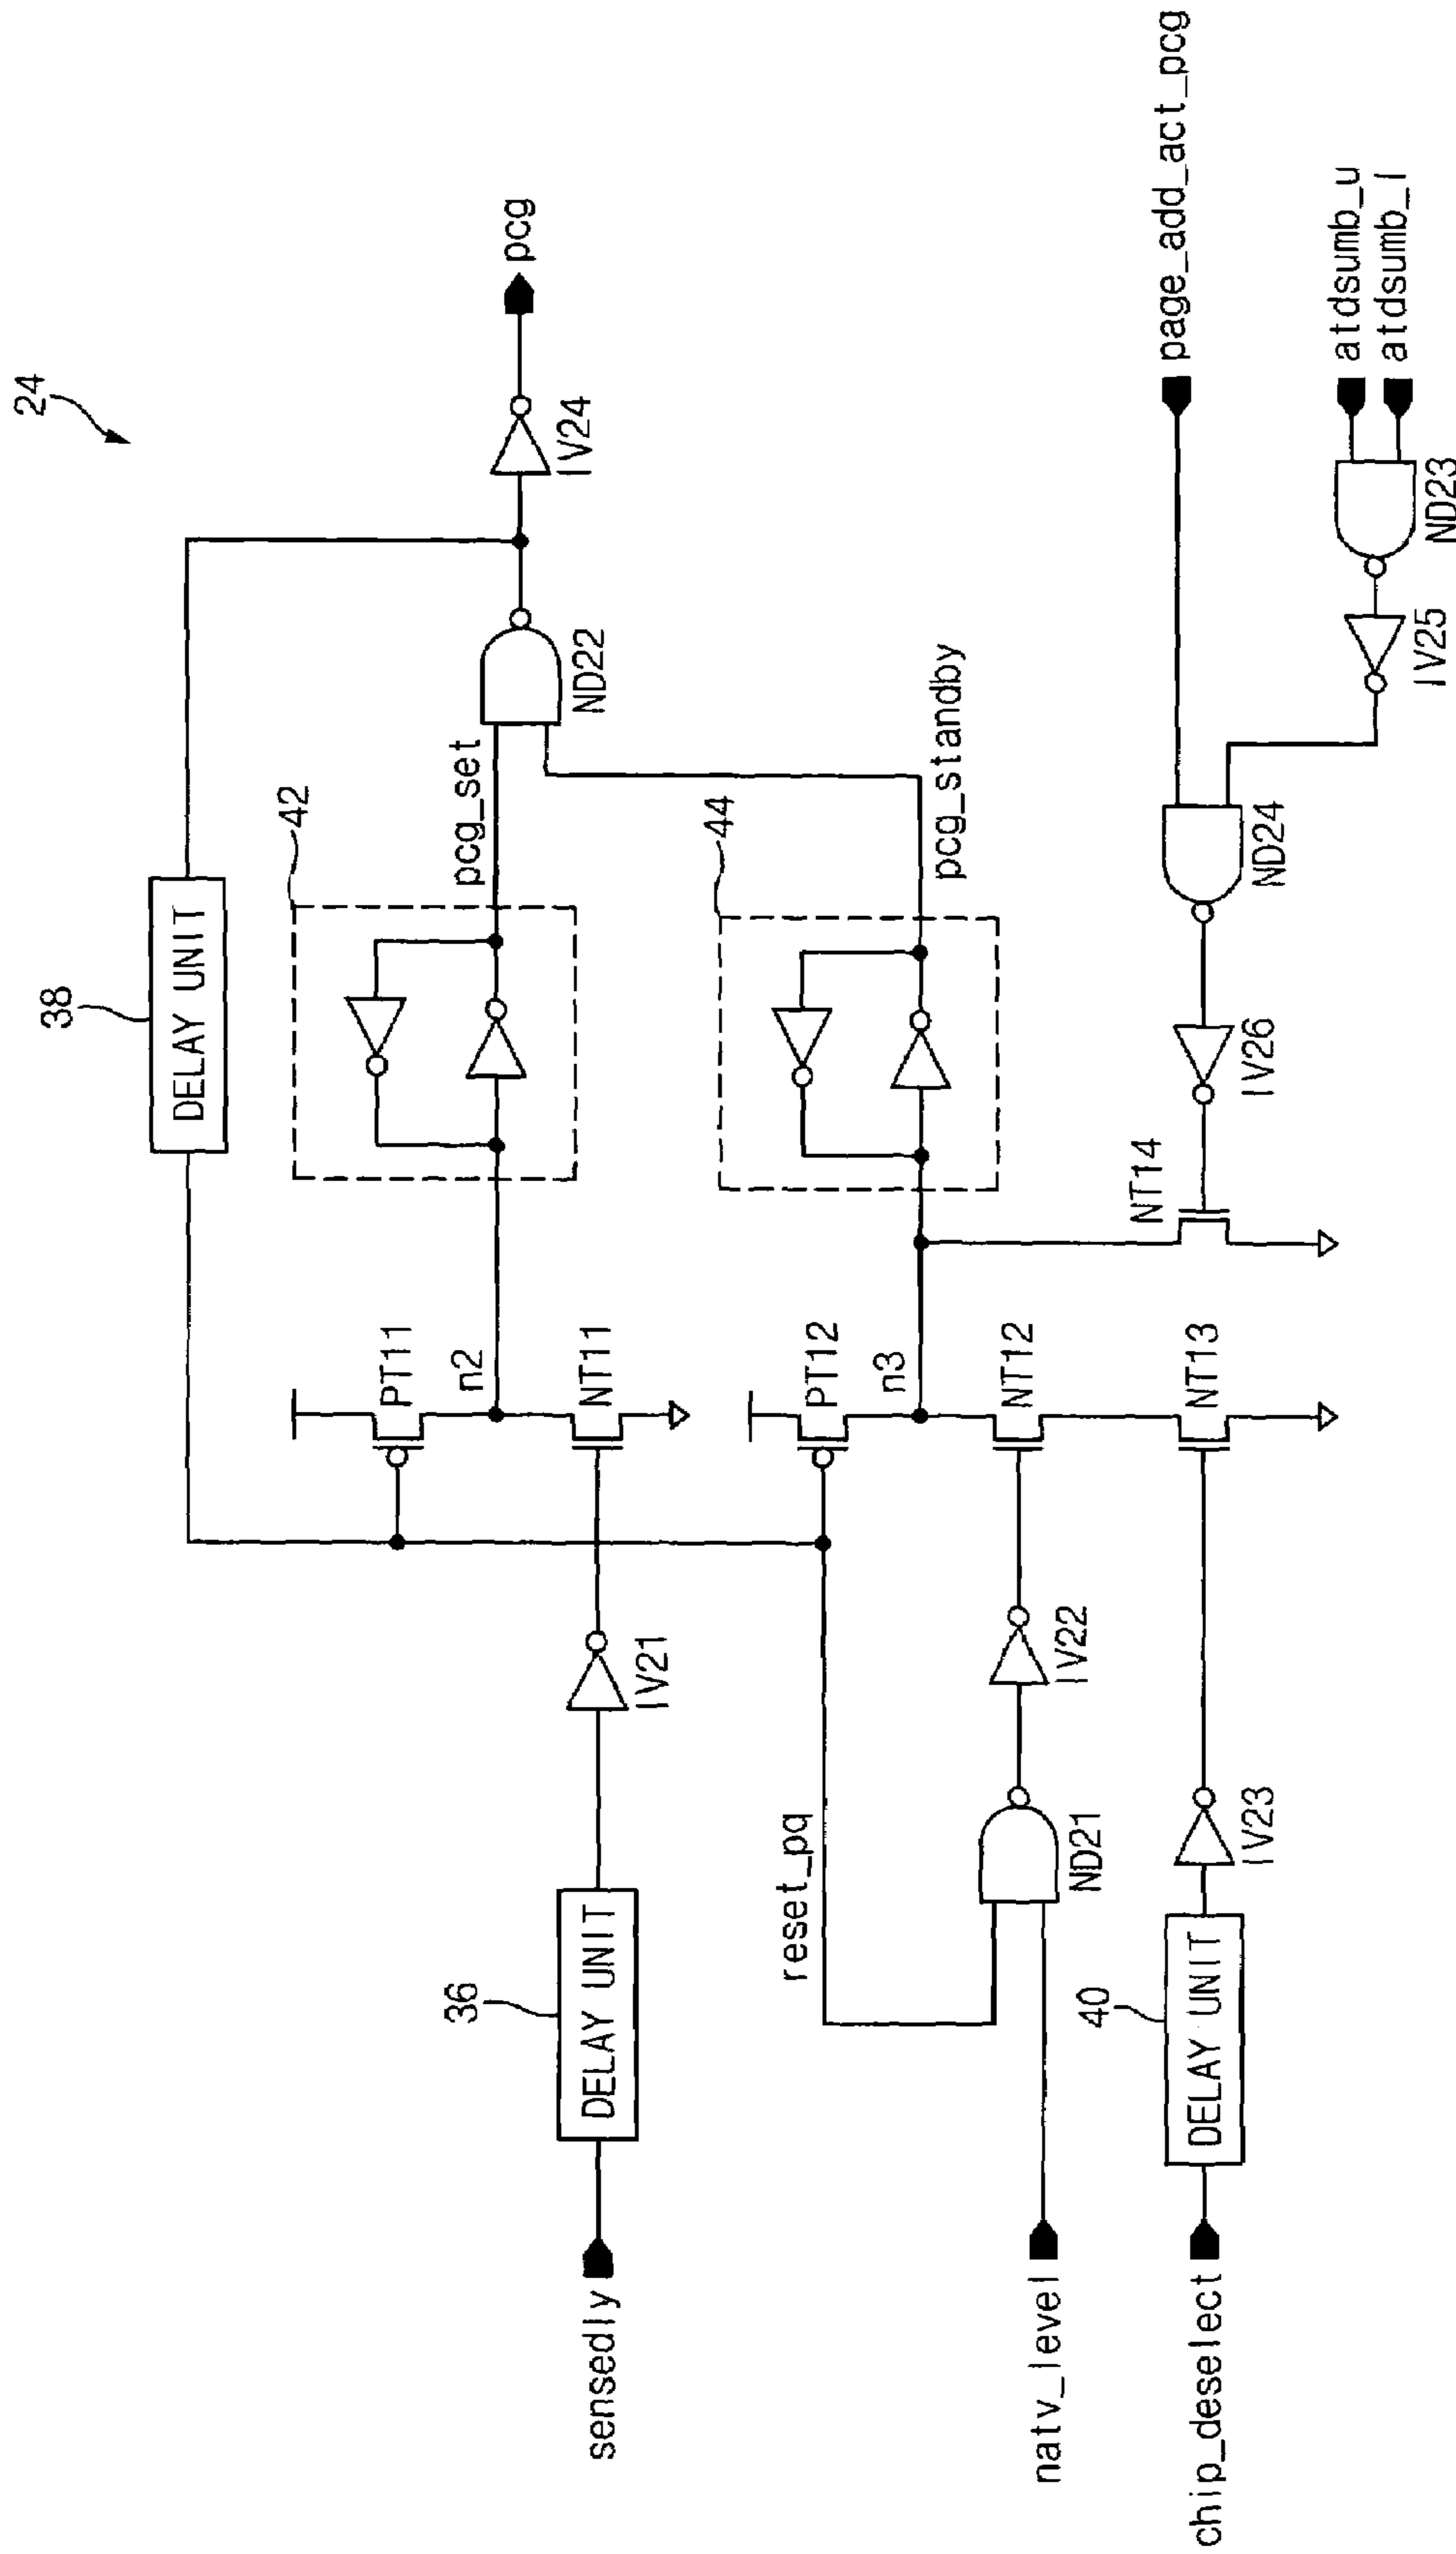 24
38
DELAY UNIT
42
pcg_set
ND22
IV24
pcg
PT11
n2
NT11
36
DELAY UNIT
IV21
sensedly
44
pcg_standby
PT12
n3
NT12
reset_pq
ND21
IV22
natv_level
NT13
40
DELAY UNIT
IV23
chip_deselect
NT14
IV26
ND24
page_add_act_pcg
IV25
ND23
atdsumb_u
atdsumb_l